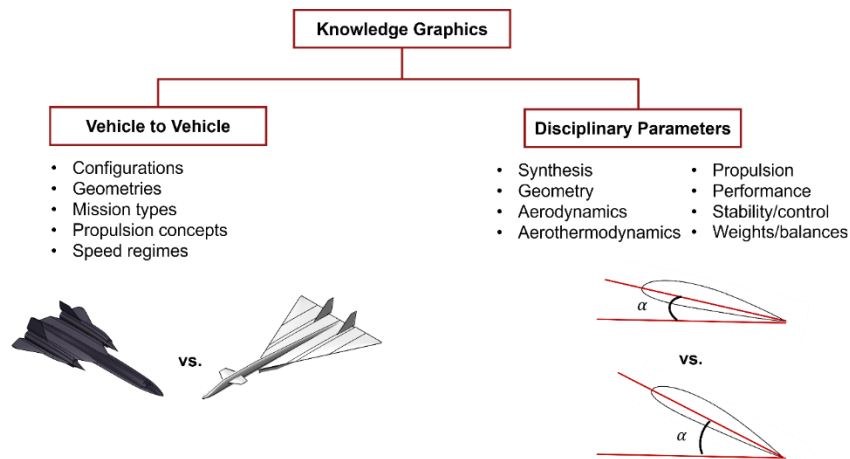 Knowledge Graphics
Vehicle to Vehicle
• Configurations
• Geometries
• Mission types
• Propulsion concepts
• Speed regimes
vs.
Disciplinary Parameters
• Synthesis
• Geometry
• Aerodynamics
• Aerothermodynamics
• Propulsion
• Performance
• Stability/control
• Weights/balances
α
vs.
α